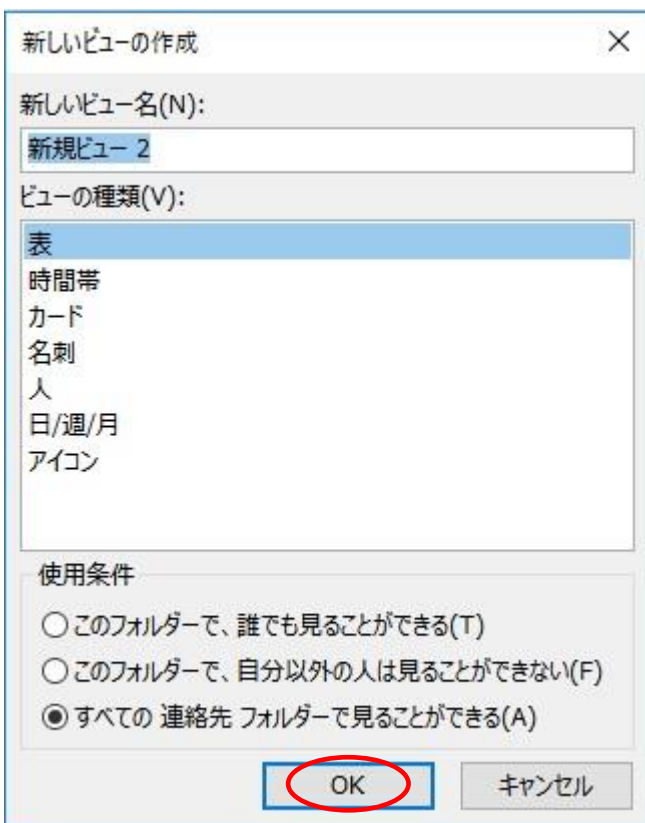 新しいビューの作成
新しいビュー名(N):
新規ビュー 2
ビューの種類(V):
表
時間帯
カード
名刺
人
日/週/月
アイコン
使用条件
このフォルダーで、誰でも見ることができる(T)
このフォルダーで、自分以外の人は見ることができない(F)
すべての 連絡先 フォルダーで見ることができる(A)
OK キャンセル